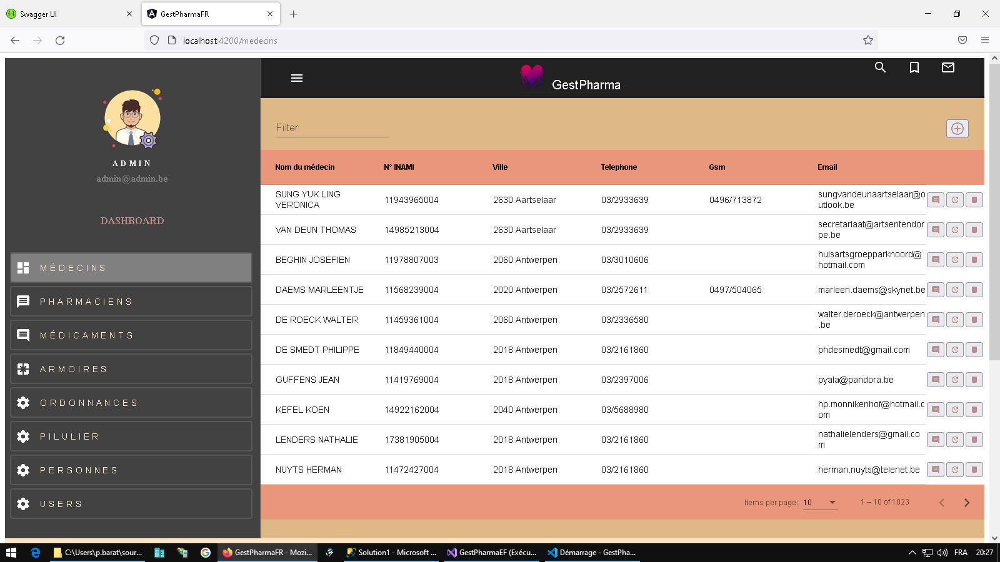 Swagger UI
GestPharmaFR
localhost:4200/medecins
GestPharma
ADMIN
admin@admin.be
DASHBOARD
MÉDECINS
PHARMACIENS
MÉDICAMENTS
ARMOIRES
ORDONNANCES
PILULIER
PERSONNES
USERS
Filter
Nom du médecin N° INAMI Ville Telephone Gsm Email
SUNG YUK LING
VERONICA 11943965004 2630 Aartselaar 03/2933639 0496/713872 sungvandeunaartselaar@o
utlook.be
VAN DEUN THOMAS 14985213004 2630 Aartselaar 03/2933639 secretariaat@artsentendor
pe.be
BEGHIN JOSEFIEN 11978807003 2060 Antwerpen 03/3010606 huisartsgroepparknoord@
hotmail.com
DAEMS MARLEENTJE 11568239004 2020 Antwerpen 03/2572611 0497/504065 marleen.daems@skynet.be
DE ROECK WALTER 11459361004 2060 Antwerpen 03/2336580 walter.deroeck@antwerpen
.be
DE SMEDT PHILIPPE 11849440004 2018 Antwerpen 03/2161860 phdesmedt@gmail.com
GUFFENS JEAN 11419769004 2018 Antwerpen 03/2397006 pyala@pandora.be
KEFEL KOEN 14922162004 2040 Antwerpen 03/5688980 hp.monnikenhof@hotmail.c
om
LENDERS NATHALIE 17381905004 2018 Antwerpen 03/2161860 nathalielenders@gmail.co
m
NUYTS HERMAN 11472427004 2018 Antwerpen 03/2161860 herman.nuyts@telenet.be
Items per page: 10 1 – 10 of 1023
C:\Users\p.barat\sour... GestPharmaFR - Mozi... Solution1 - Microsoft ... GestPharmaEF (Exécu... Démarrage - GestPha... FRA 20:27